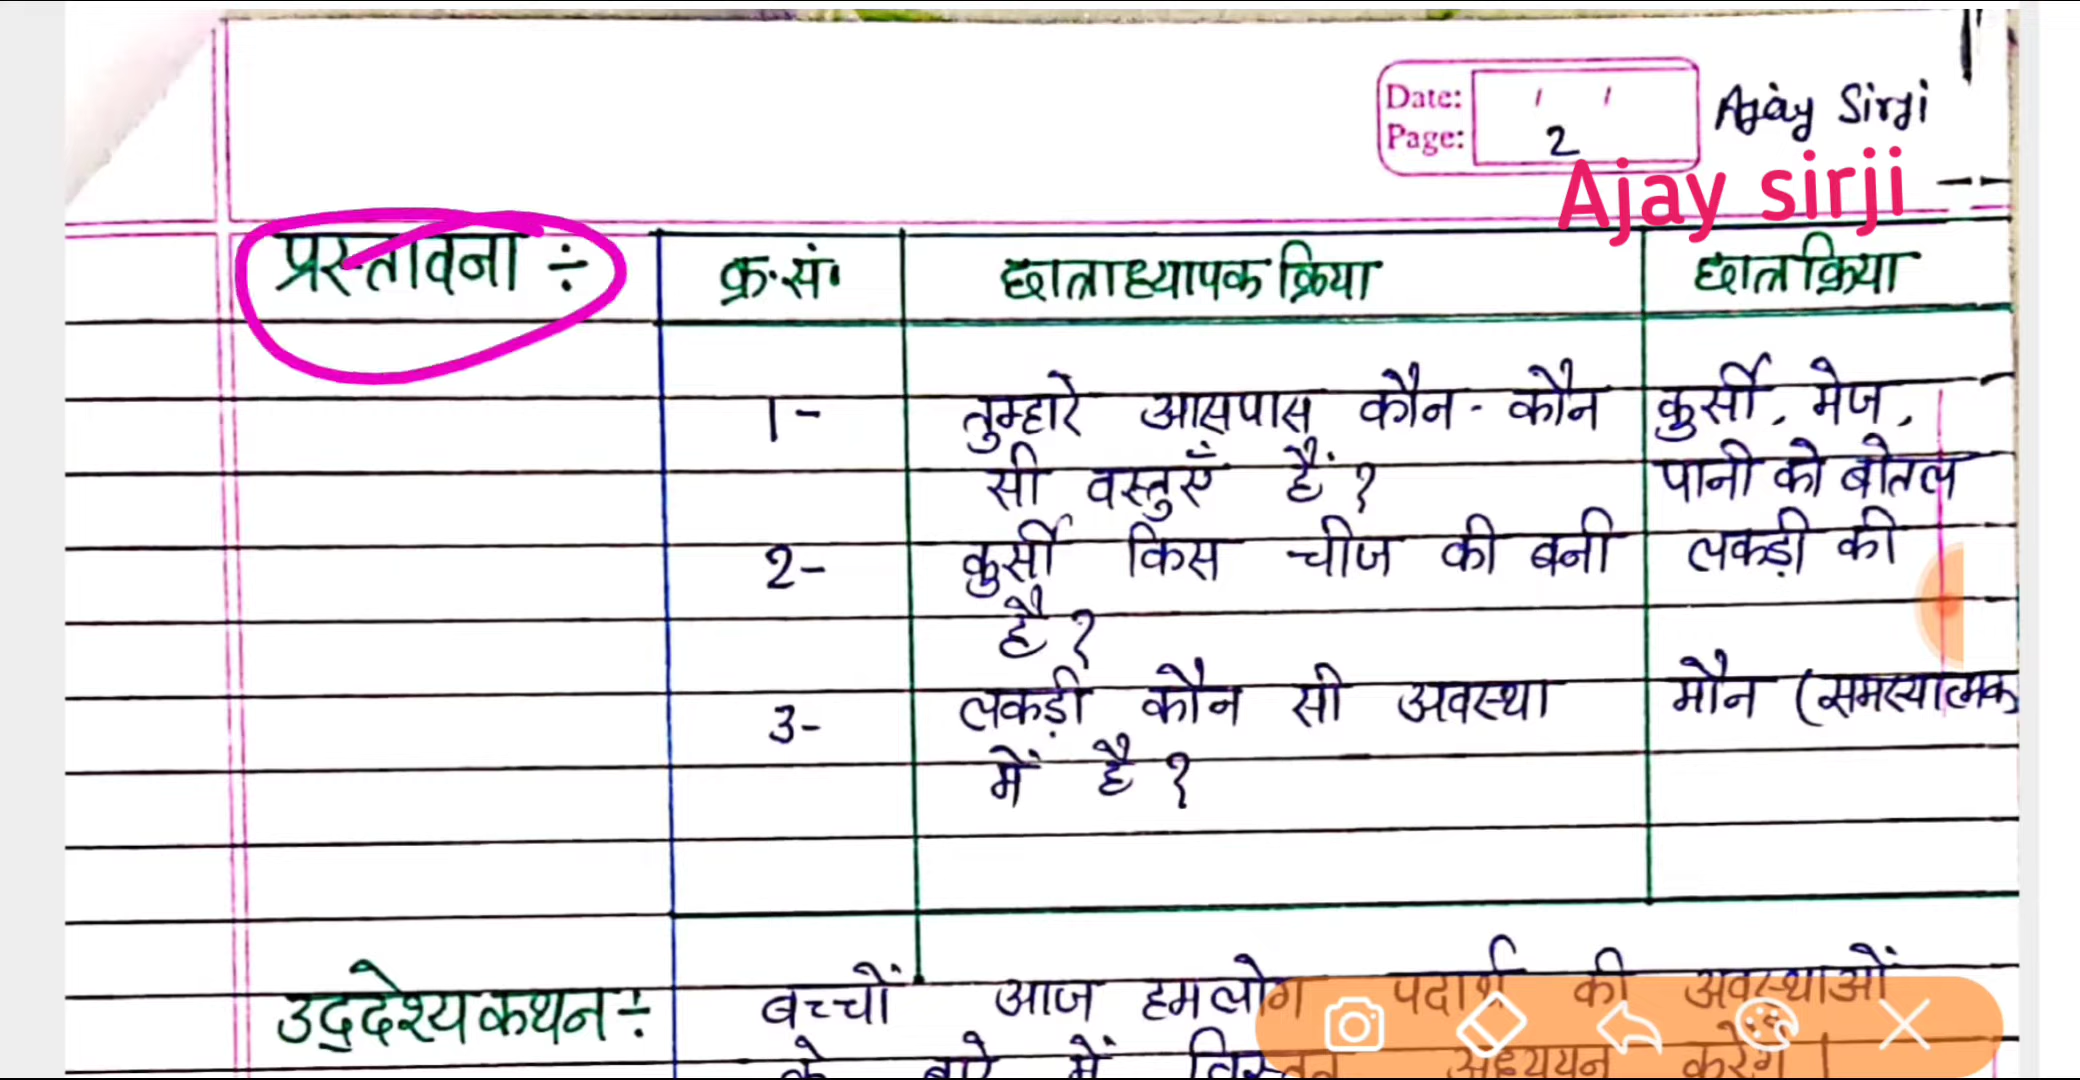 Date: / /
Page: 2
Ajay Sirji
Ajay sirji
प्रस्तावना ÷
क्र.सं. छात्राध्यापक क्रिया छात्र क्रिया
1- तुम्हारे आसपास कौन-कौन कुर्सी, मेज,
सी वस्तुएँ हैं? पानी की बोतल
2- कुर्सी किस चीज की बनी लकड़ी की
है?
3- लकड़ी कौन सी अवस्था मौन (समस्यात्मक
में है?
उद्देश्य कथन ÷ बच्चों आज हमलोग पदार्थ की अवस्थाओं
के बारे में विस्तृत अध्ययन करेंगे।